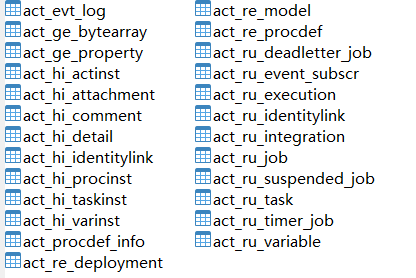 act_evt_log
act_ge_bytearray
act_ge_property
act_hi_actinst
act_hi_attachment
act_hi_comment
act_hi_detail
act_hi_identitylink
act_hi_procinst
act_hi_taskinst
act_hi_varinst
act_procdef_info
act_re_deployment
act_re_model
act_re_procdef
act_ru_deadletter_job
act_ru_event_subscr
act_ru_execution
act_ru_identitylink
act_ru_integration
act_ru_job
act_ru_suspended_job
act_ru_task
act_ru_timer_job
act_ru_variable